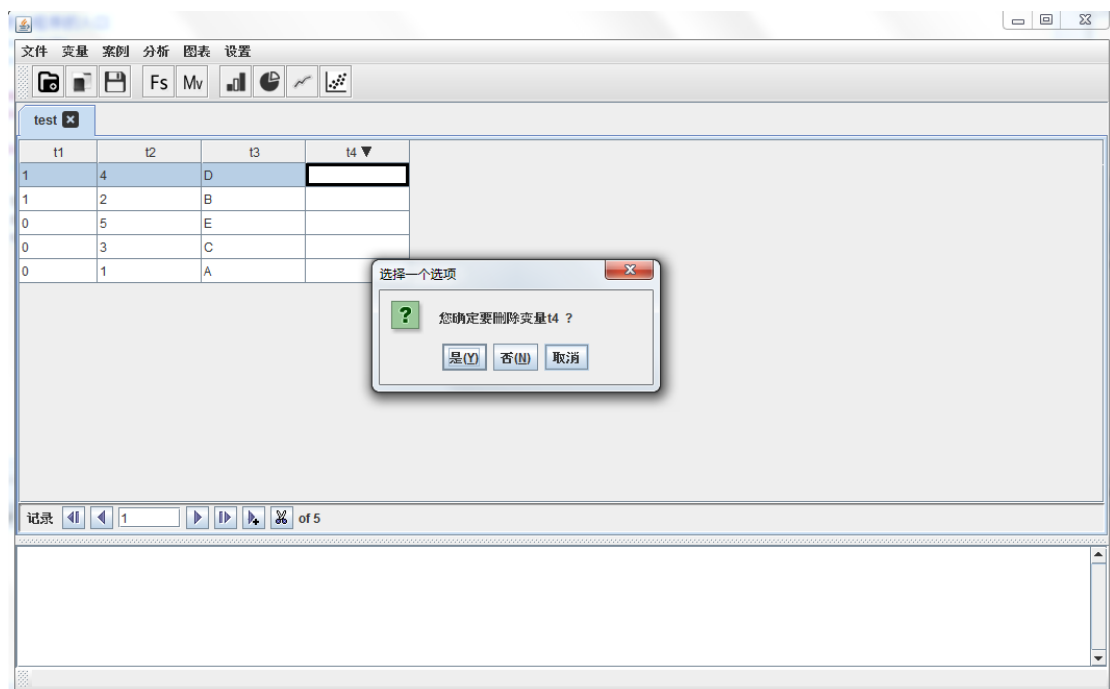 文件 变量 案例 分析 图表 设置
Fs Mv
test
t1 t2 t3 t4
1 4 D
1 2 B
0 5 E
0 3 C
0 1 A
选择一个选项
您确定要删除变量t4 ?
是(Y) 否(N) 取消
记录 1 of 5